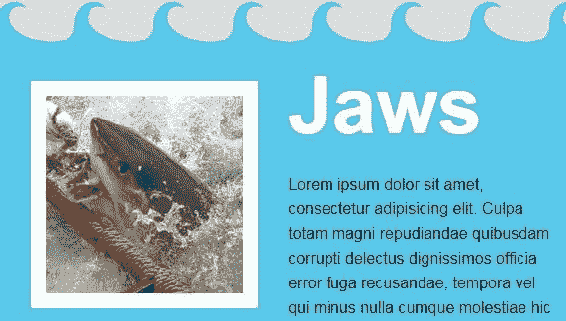 Jaws
Lorem ipsum dolor sit amet,
consectetur adipisicing elit. Culpa
totam magni repudiandae quibusdam
corrupti delectus dignissimos officia
error fuga recusandae, tempora vel
qui minus nulla cumque molestiae hic